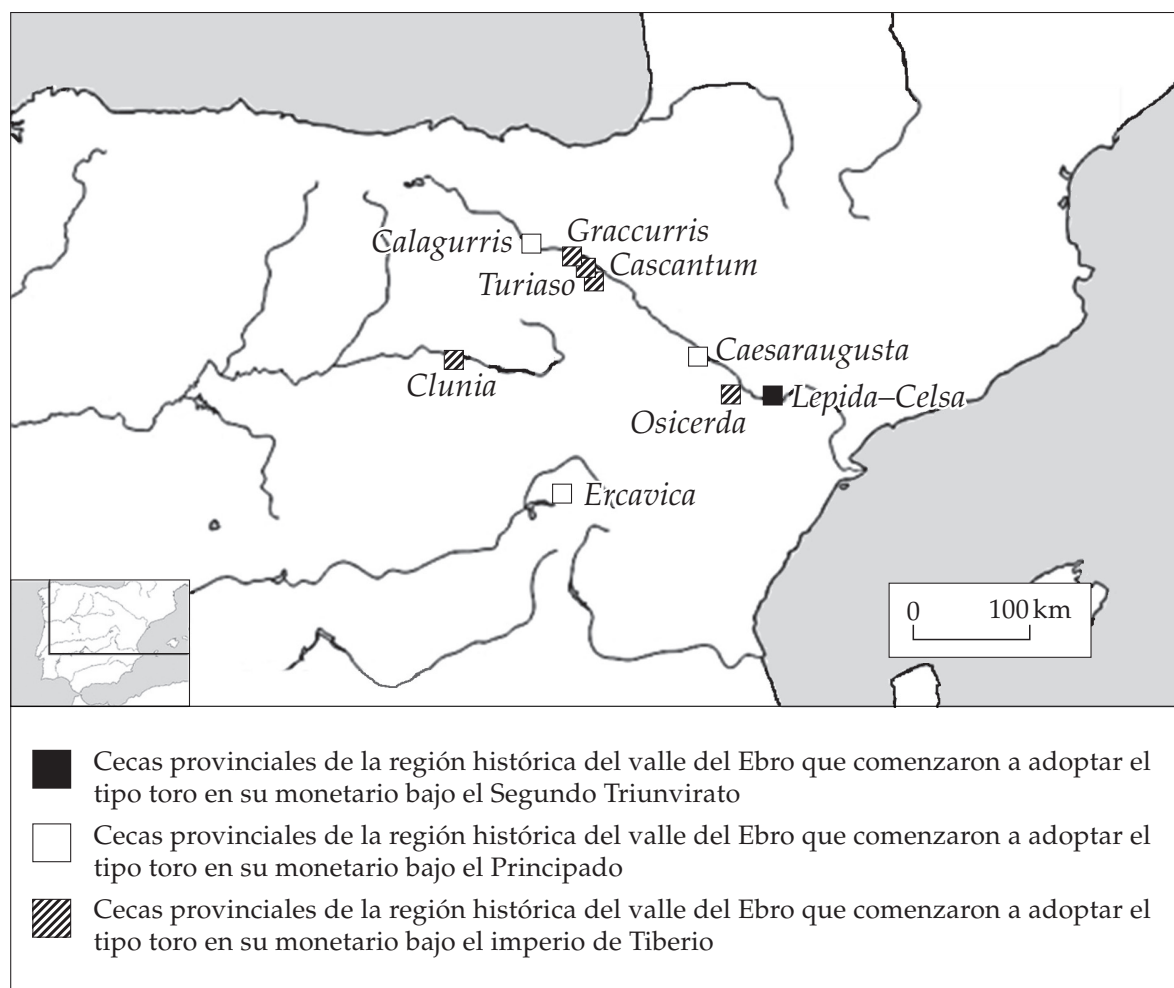 Calagurris
Graccurris
Cascantum
Turiaso
Caesaraugusta
Clunia
Lepida–Celsa
Osicerda
Ercavica
0 100 km
Cecas provinciales de la región histórica del valle del Ebro que comenzaron a adoptar el
tipo toro en su monetario bajo el Segundo Triunvirato
Cecas provinciales de la región histórica del valle del Ebro que comenzaron a adoptar el
tipo toro en su monetario bajo el Principado
Cecas provinciales de la región histórica del valle del Ebro que comenzaron a adoptar el
tipo toro en su monetario bajo el imperio de Tiberio